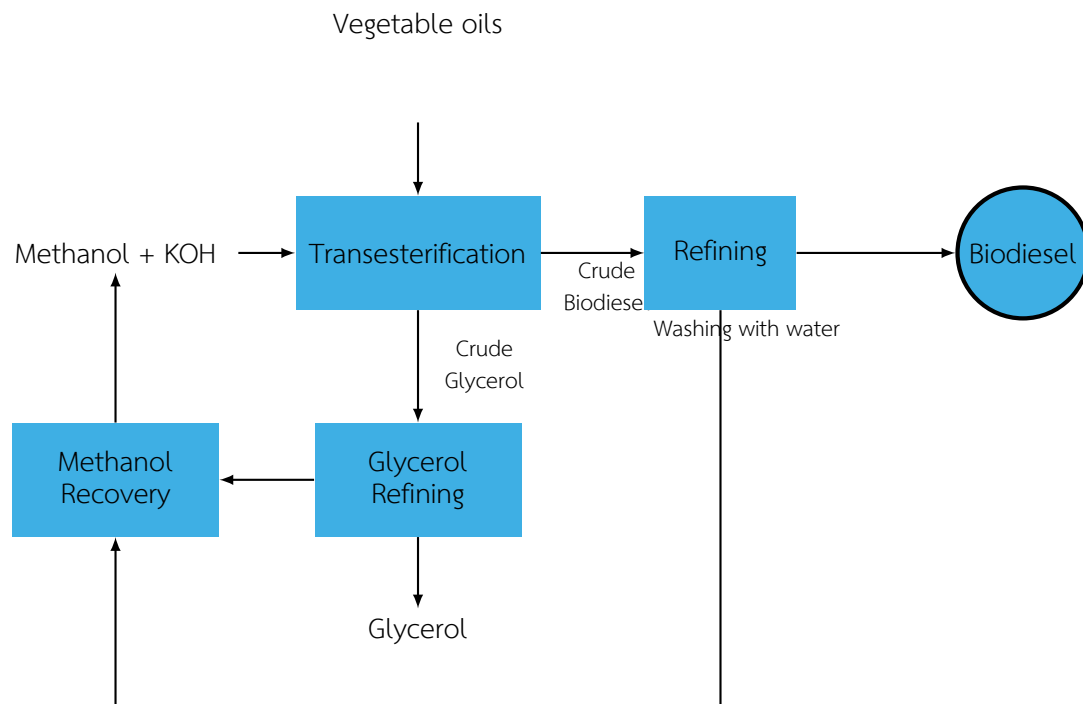 Vegetable oils
Methanol + KOH
Transesterification
Refining
Biodiesel
Crude
Biodiesel
Washing with water
Crude
Glycerol
Methanol
Recovery
Glycerol
Refining
Glycerol